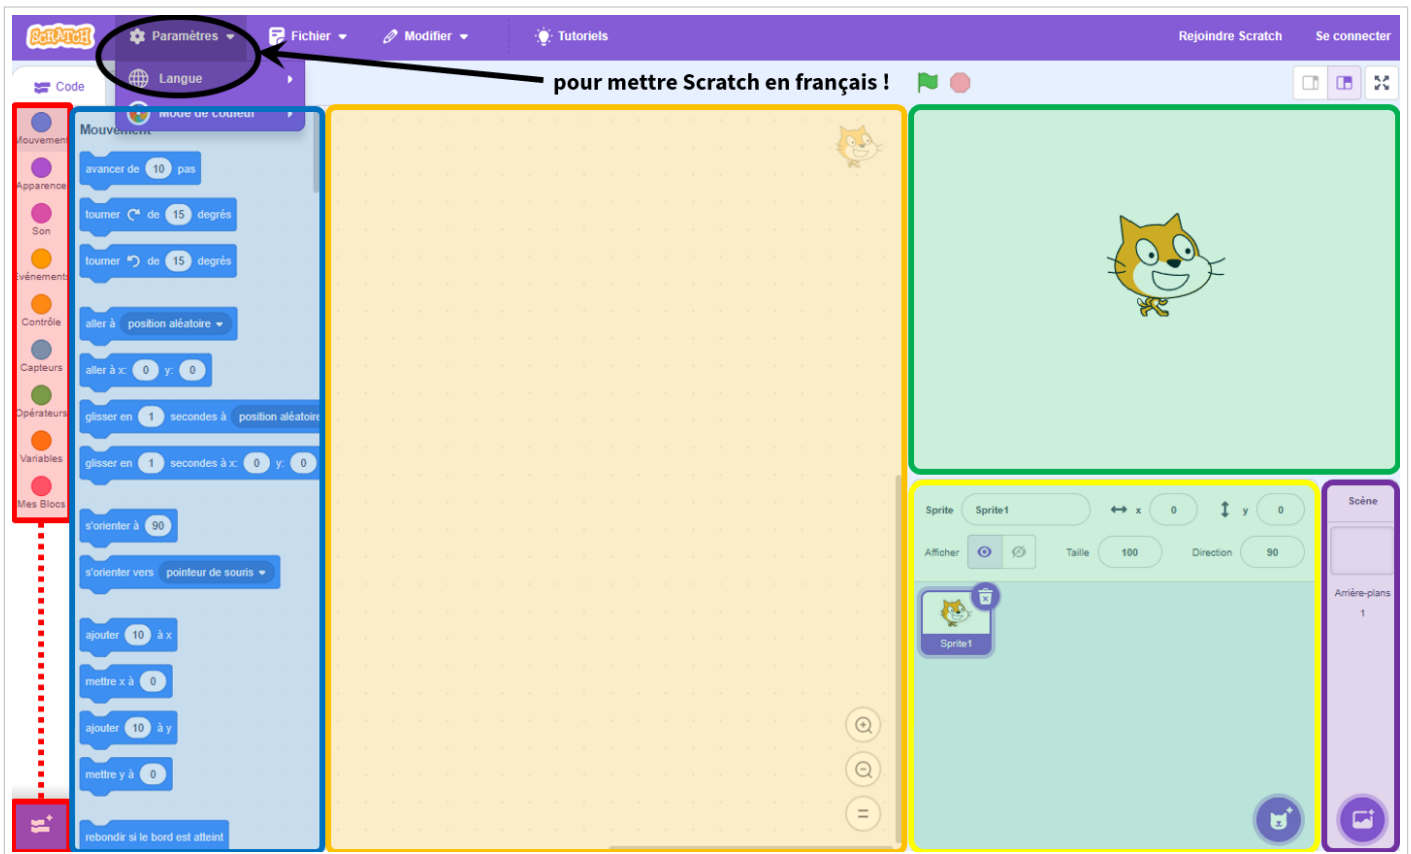 SCRATCH Paramètres Fichier Modifier Tutoriels Rejoindre Scratch Se connecter
Code Langue pour mettre Scratch en français !
Mode de couleur
Mouvement
Mouvement
avancer de 10 pas
Apparence
tourner de 15 degrés
Son
tourner de 15 degrés
Événements
Contrôle
aller à position aléatoire
Capteurs
aller à x: 0 y: 0
Opérateurs
glisser en 1 secondes à position aléatoire
Variables
glisser en 1 secondes à x: 0 y: 0
Mes Blocs
s'orienter à 90
s'orienter vers pointeur de souris
ajouter 10 à x
mettre x à 0
ajouter 10 à y
mettre y à 0
rebondir si le bord est atteint
Sprite Sprite1 x 0 y 0
Afficher Taille 100 Direction 90
Sprite1
Scène
Arrière-plans
1